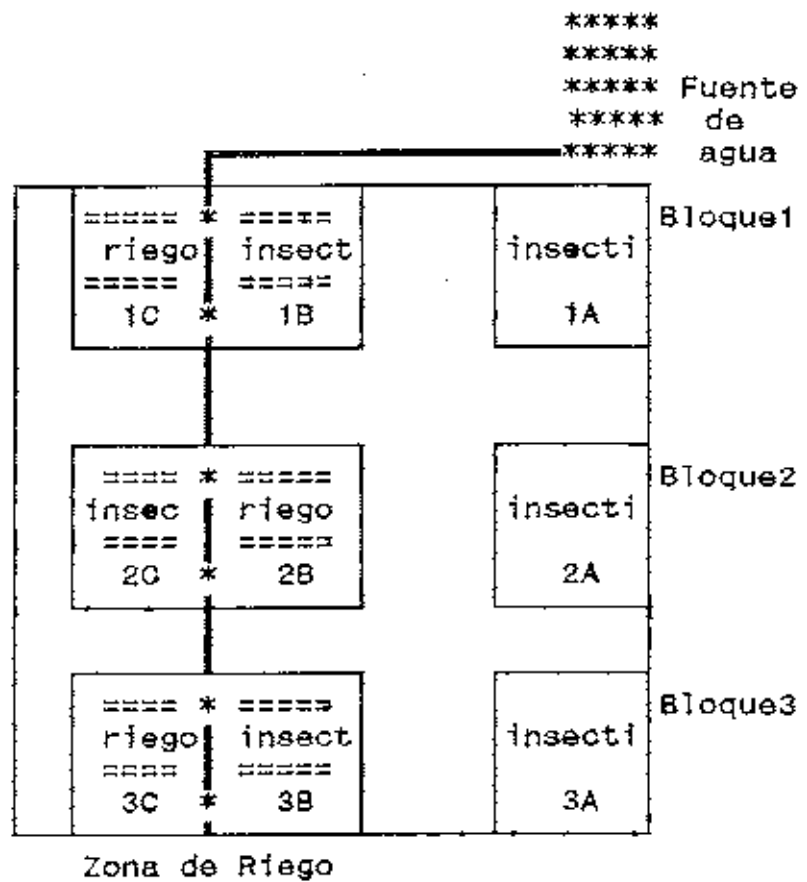 *****
*****
***** Fuente
***** de
***** agua
===== * ===== Bloque1
riego insect insecti
===== =====
1C * 1B 1A
==== * ===== Bloque2
insec riego insecti
==== =====
2C * 2B 2A
==== * ===== Bloque3
riego insect insecti
==== =====
3C * 3B 3A
Zona de Riego